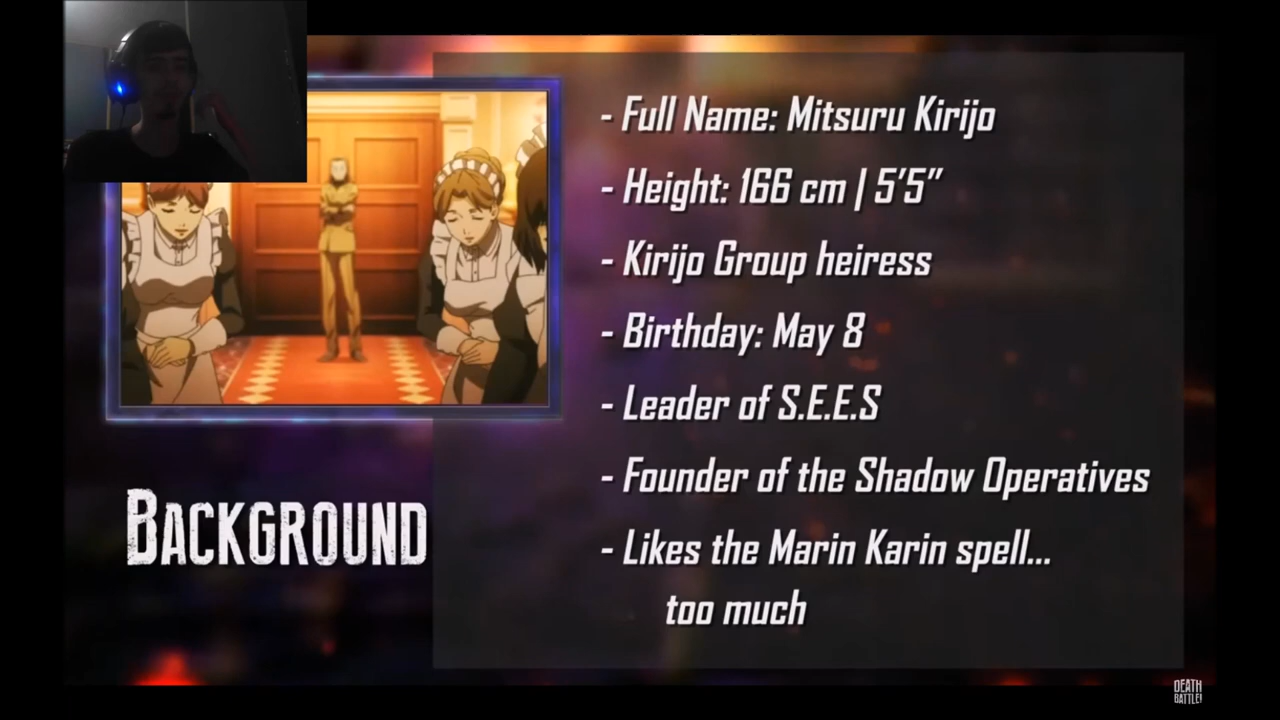 - Full Name: Mitsuru Kirijo
- Height: 166 cm | 5'5"
- Kirijo Group heiress
- Birthday: May 8
- Leader of S.E.E.S
- Founder of the Shadow Operatives
- Likes the Marin Karin spell...
too much
BACKGROUND
DEATH
BATTLE!